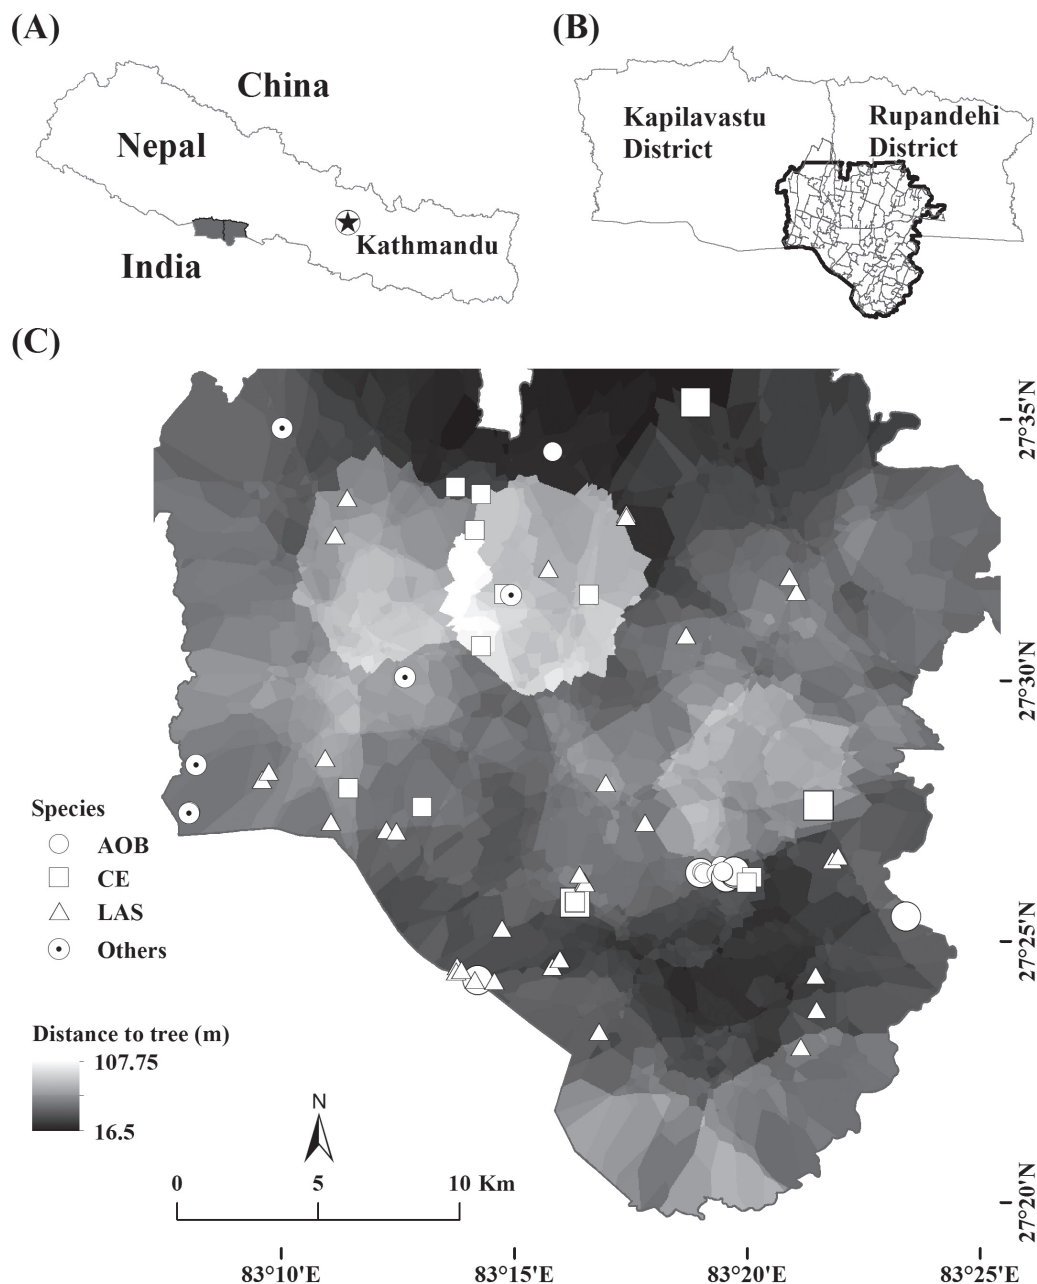 (A)
China
Nepal
Kathmandu
India
(B)
Kapilavastu
District
Rupandehi
District
(C)
27°35'N
27°30'N
27°25'N
27°20'N
Species
AOB
CE
LAS
Others
Distance to tree (m)
107.75
16.5
N
0 5 10 Km
83°10'E 83°15'E 83°20'E 83°25'E